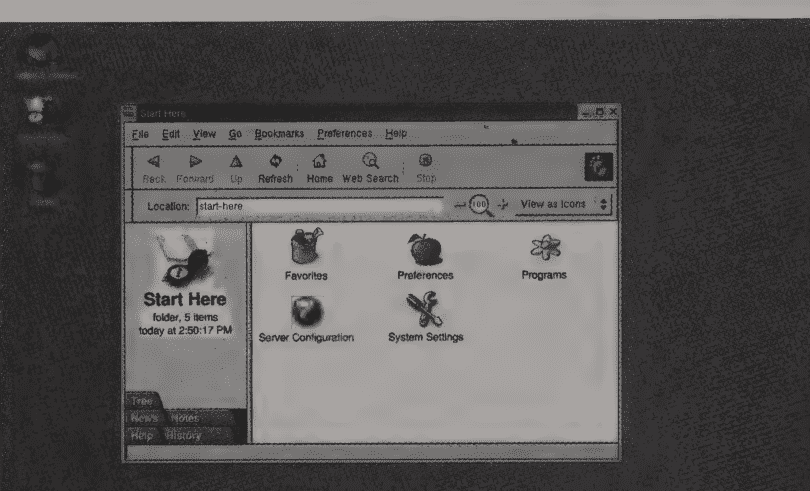 Start Here
File Edit View Go Bookmarks Preferences Help
Back Forward Up Refresh Home Web Search Stop
Location: start-here 100 View as Icons
Favorites Preferences Programs
Start Here
folder, 5 items
today at 2:50:17 PM
Server Configuration System Settings
Tree
News Notes
Help History